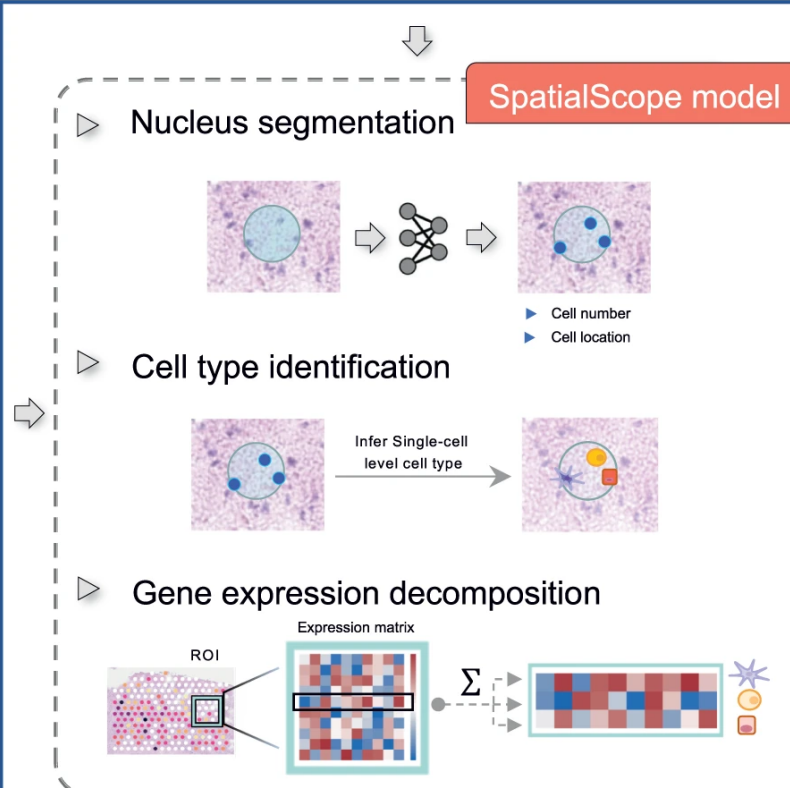 SpatialScope model
Nucleus segmentation
Cell number
Cell location
Cell type identification
Infer Single-cell
level cell type
Gene expression decomposition
Expression matrix
ROI
Σ